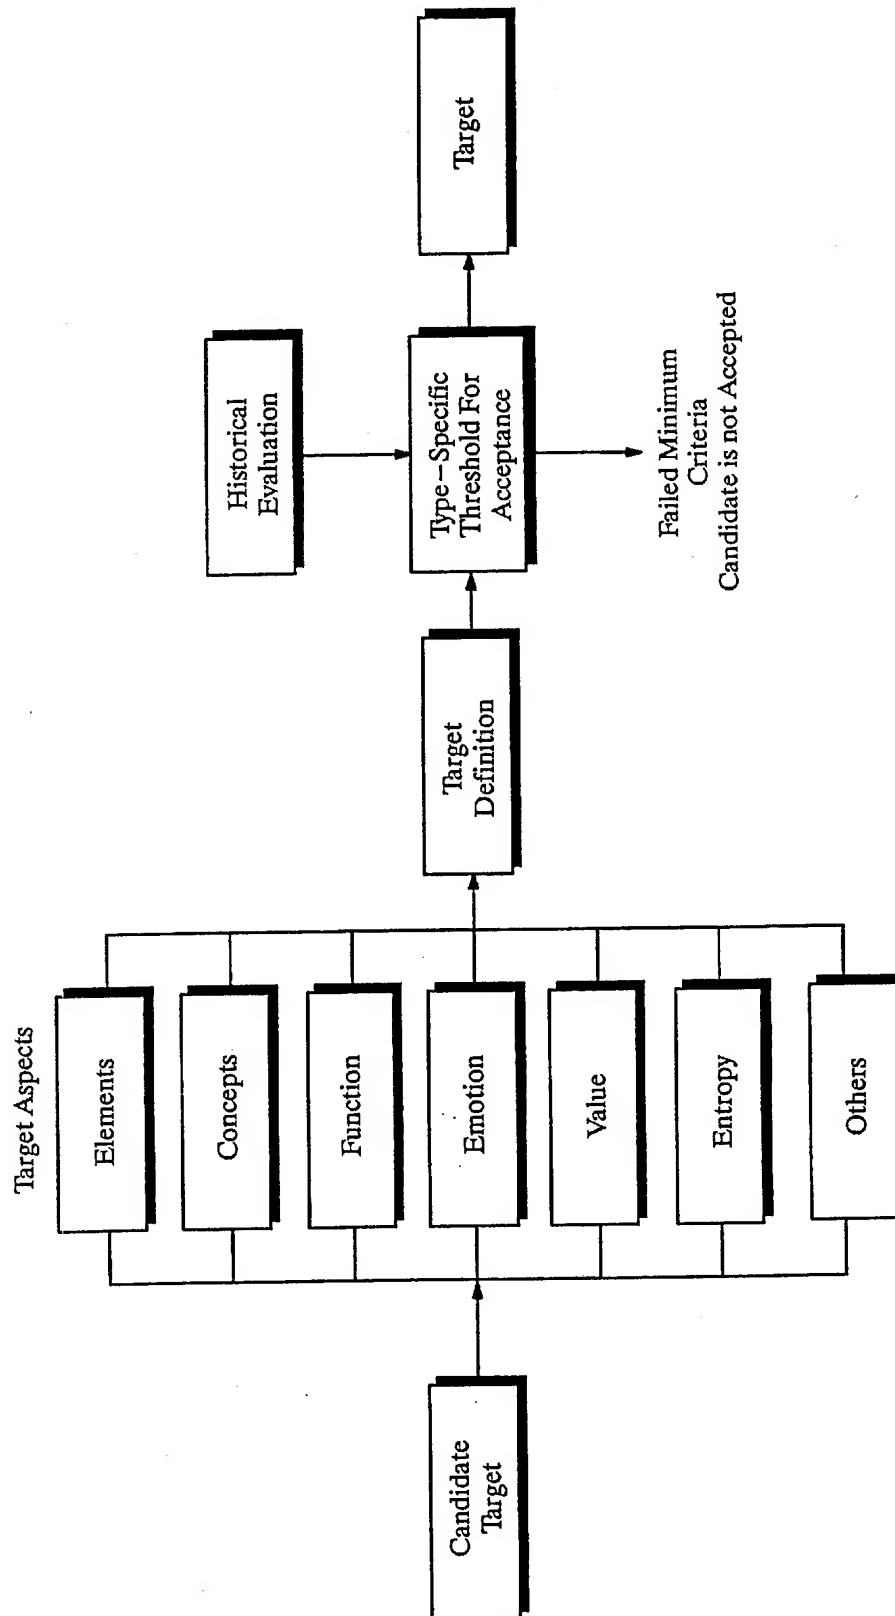 Candidate
Target
Target Aspects
Elements
Concepts
Function
Emotion
Value
Entropy
Others
Target
Definition
Historical
Evaluation
Type-Specific
Threshold For
Acceptance
Failed Minimum
Criteria
Candidate is not Accepted
Target